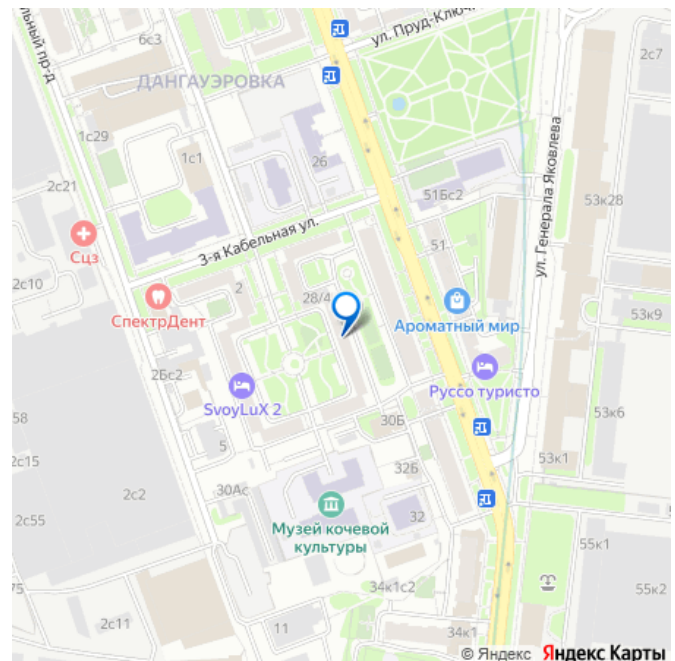 льный пр-д
6с3
ул. Пруд-Ключ
2с7
ДАНГАУЭРОВКА
1с29
1с1
26
ул. Генерала Яковлева
2с21
51Бс2
53к28
Сцз
3-я Кабельная ул.
51
2с10
2
28/4
СпектрДент
Ароматный мир
53к9
2Бс2
Руссо туристо
SvoyLuX 2
58
30Б
53к6
5
2с15
32Б
53к1
2с2
30Ас
2с55
32
Музей кочевой
культуры
55к1
75
34к1с2
55к2
2с11
11
34к1
© Яндекс Яндекс Карты